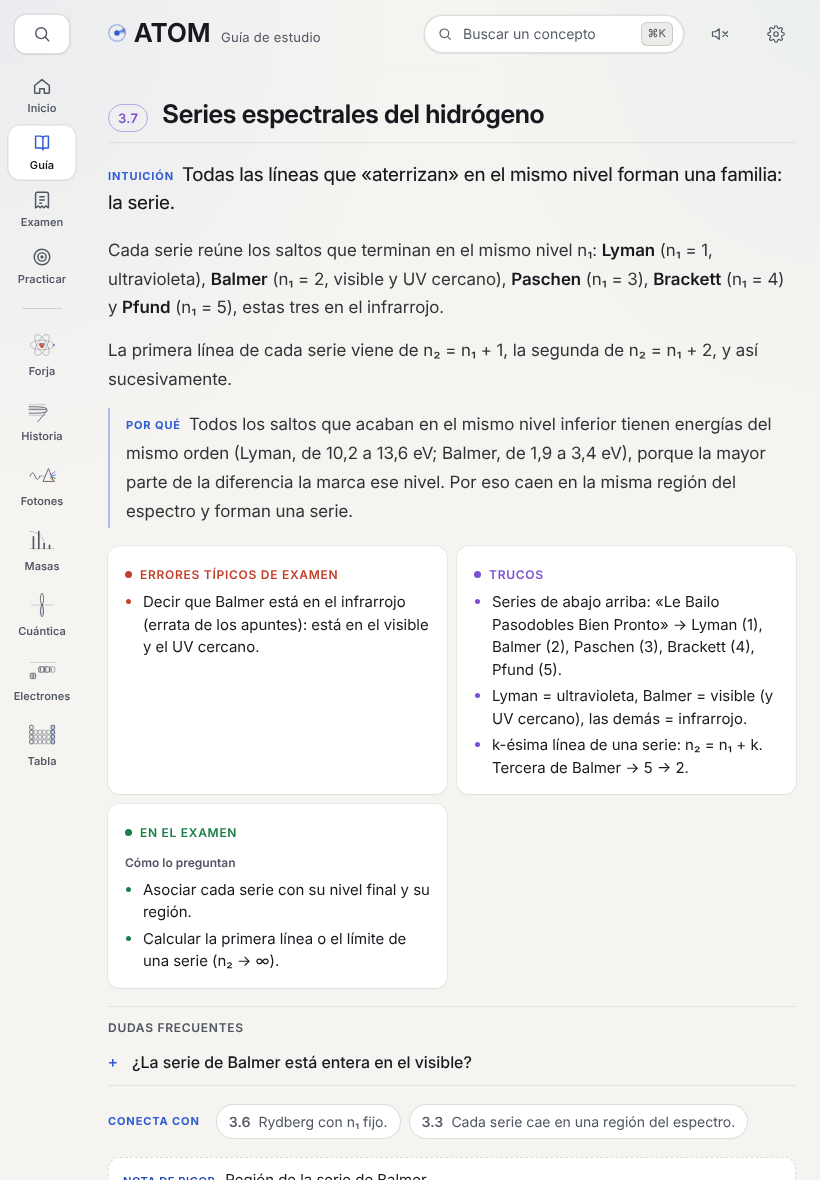 ATOM Guía de estudio
Buscar un concepto ⌘K
Inicio
Guía
Examen
Practicar
Forja
Historia
Fotones
Masas
Cuántica
Electrones
Tabla
3.7 Series espectrales del hidrógeno
INTUICIÓN Todas las líneas que «aterrizan» en el mismo nivel forman una familia:
la serie.
Cada serie reúne los saltos que terminan en el mismo nivel n₁: Lyman (n₁ = 1,
ultravioleta), Balmer (n₁ = 2, visible y UV cercano), Paschen (n₁ = 3), Brackett (n₁ = 4)
y Pfund (n₁ = 5), estas tres en el infrarrojo.
La primera línea de cada serie viene de n₂ = n₁ + 1, la segunda de n₂ = n₁ + 2, y así
sucesivamente.
POR QUÉ Todos los saltos que acaban en el mismo nivel inferior tienen energías del
mismo orden (Lyman, de 10,2 a 13,6 eV; Balmer, de 1,9 a 3,4 eV), porque la mayor
parte de la diferencia la marca ese nivel. Por eso caen en la misma región del
espectro y forman una serie.
ERRORES TÍPICOS DE EXAMEN
• Decir que Balmer está en el infrarrojo
(errata de los apuntes): está en el visible
y el UV cercano.
TRUCOS
• Series de abajo arriba: «Le Bailo
Pasodobles Bien Pronto» → Lyman (1),
Balmer (2), Paschen (3), Brackett (4),
Pfund (5).
• Lyman = ultravioleta, Balmer = visible (y
UV cercano), las demás = infrarrojo.
• k-ésima línea de una serie: n₂ = n₁ + k.
Tercera de Balmer → 5 → 2.
EN EL EXAMEN
Cómo lo preguntan
• Asociar cada serie con su nivel final y su
región.
• Calcular la primera línea o el límite de
una serie (n₂ → ∞).
DUDAS FRECUENTES
+ ¿La serie de Balmer está entera en el visible?
CONECTA CON 3.6 Rydberg con n₁ fijo. 3.3 Cada serie cae en una región del espectro.
NOTA DE RIGOR Región de la serie de Balmer